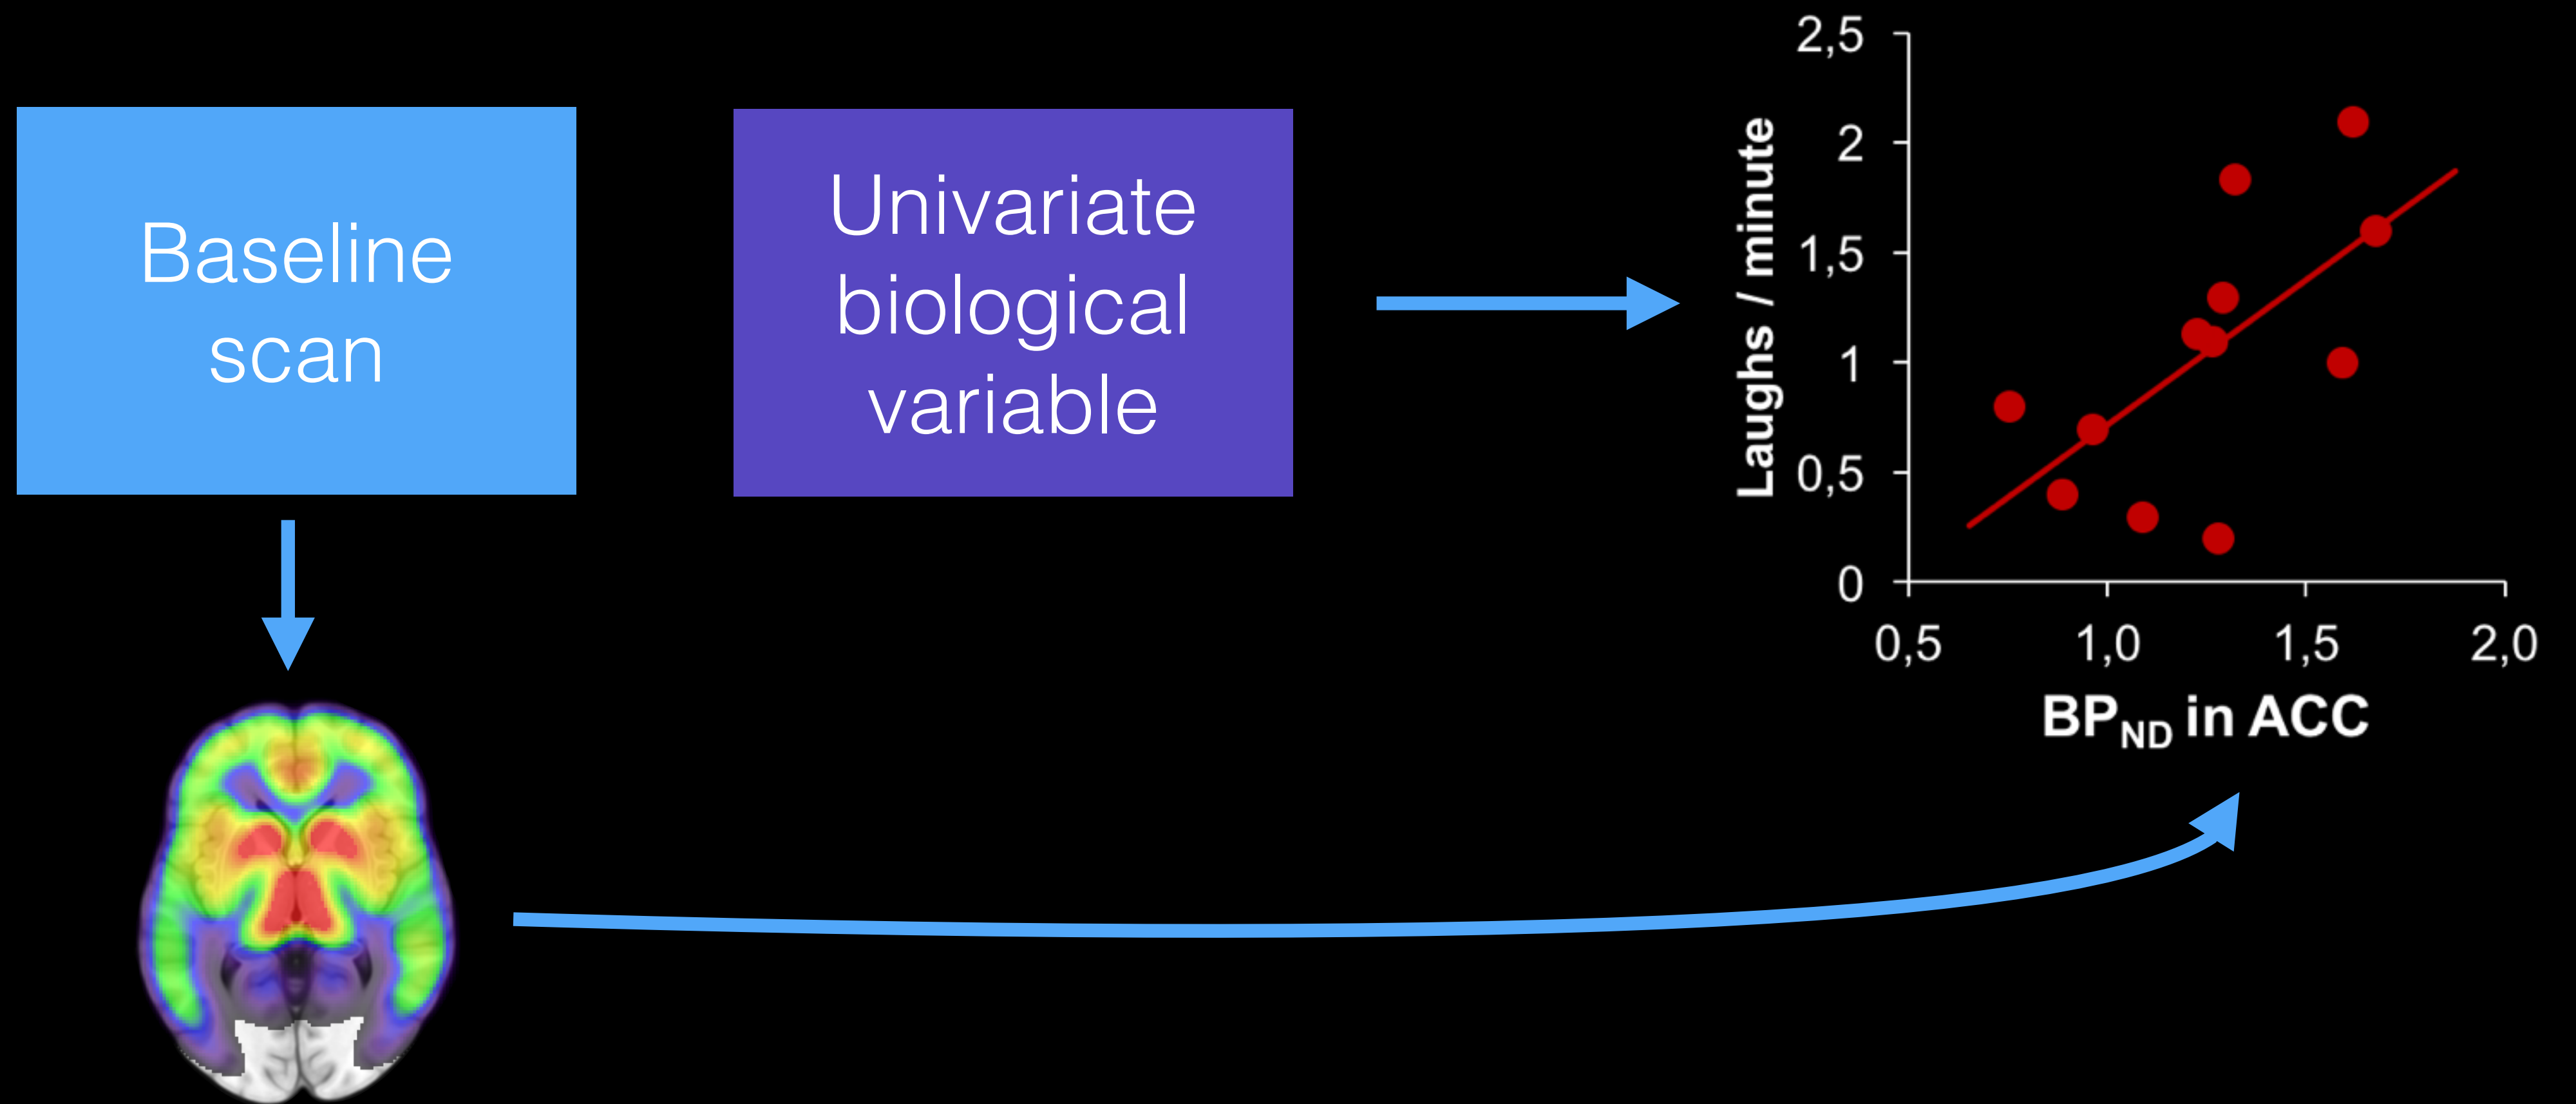 Baseline
scan
Univariate
biological
variable
Laughs / minute
2,5
2
1,5
1
0,5
0
0,5 1,0 1,5 2,0
BP_ND in ACC